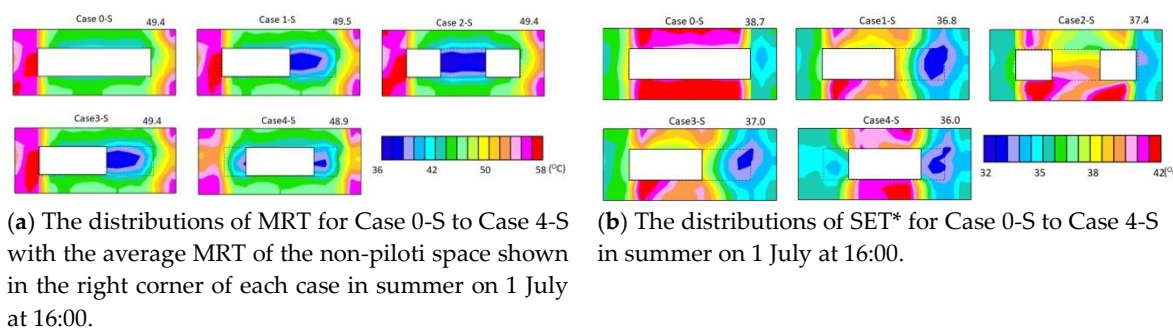 Case 0-S 49.4 Case 1-S 49.5 Case 2-S 49.4
Case3-S 49.4 Case4-S 48.9
36 42 50 58 (°C)
(a) The distributions of MRT for Case 0-S to Case 4-S
with the average MRT of the non-piloti space shown
in the right corner of each case in summer on 1 July
at 16:00.
Case 0-S 38.7 Case1-S 36.8 Case2-S 37.4
Case3-S 37.0 Case4-S 36.0
32 35 38 42(°
(b) The distributions of SET* for Case 0-S to Case 4-S
in summer on 1 July at 16:00.